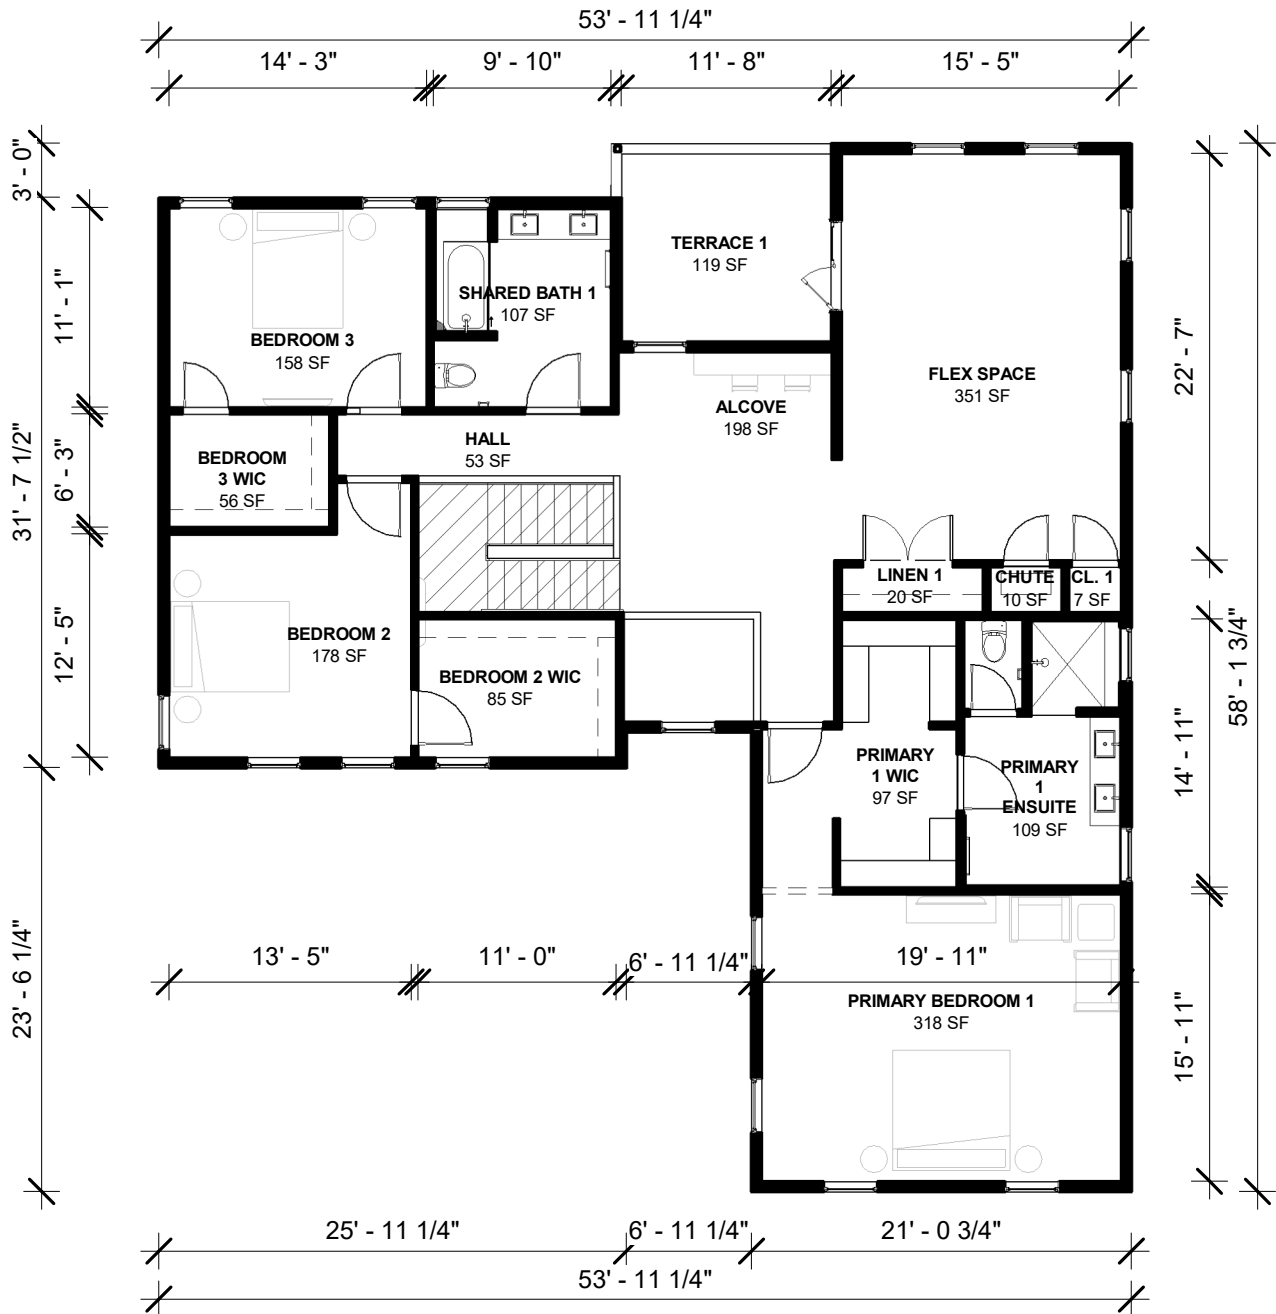 53' - 11 1/4"
14' - 3"
9' - 10"
11' - 8"
15' - 5"
3' - 0"
11' - 1"
6' - 3"
31' - 7 1/2"
12' - 5"
23' - 6 1/4"
TERRACE 1
119 SF
SHARED BATH 1
107 SF
BEDROOM 3
158 SF
FLEX SPACE
351 SF
ALCOVE
198 SF
HALL
53 SF
BEDROOM
3 WIC
56 SF
LINEN 1
20 SF
CHUTE
10 SF
CL. 1
7 SF
BEDROOM 2
178 SF
BEDROOM 2 WIC
85 SF
PRIMARY
1 WIC
97 SF
PRIMARY
1
ENSUITE
109 SF
22' - 7"
58' - 1 3/4"
14' - 11"
15' - 11"
13' - 5"
11' - 0"
6' - 11 1/4"
19' - 11"
PRIMARY BEDROOM 1
318 SF
25' - 11 1/4"
6' - 11 1/4"
21' - 0 3/4"
53' - 11 1/4"